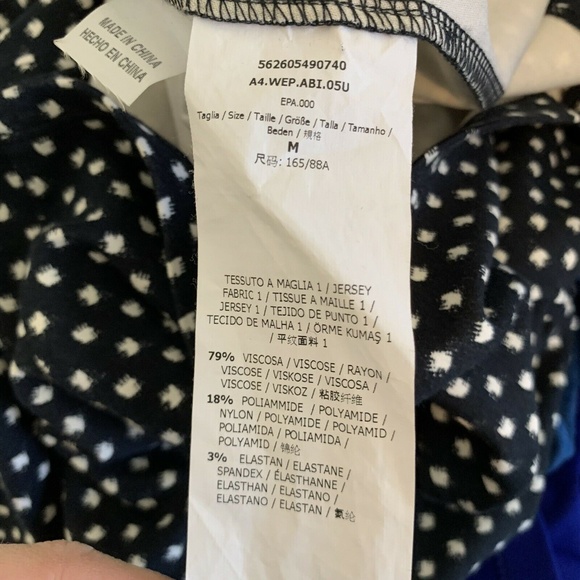 MADE IN CHINA
HECHO EN CHINA
562605490740
A4.WEP.ABI.05U
EPA.000
Taglia / Size / Taille / Größe / Talla / Tamanho /
Beden / 規格
M
尺码: 165/88A
TESSUTO A MAGLIA 1 / JERSEY
FABRIC 1 / TISSUE A MAILLE 1 /
JERSEY 1 / TEJIDO DE PUNTO 1 /
TECIDO DE MALHA 1 / ÖRME KUMAŞ 1
/ 平纹面料 1
79% VISCOSA / VISCOSE / RAYON /
VISCOSE / VISKOSE / VISCOSA /
VISCOSE / VISKOZ / 粘胶纤维
18% POLIAMMIDE / POLYAMIDE /
NYLON / POLYAMIDE / POLYAMID /
POLIAMIDA / POLIAMIDA /
POLYAMID / 锦纶
3% ELASTAN / ELASTANE /
SPANDEX / ÉLASTHANNE /
ELASTHAN / ELASTANO /
ELASTANO / ELASTAN / 氨纶